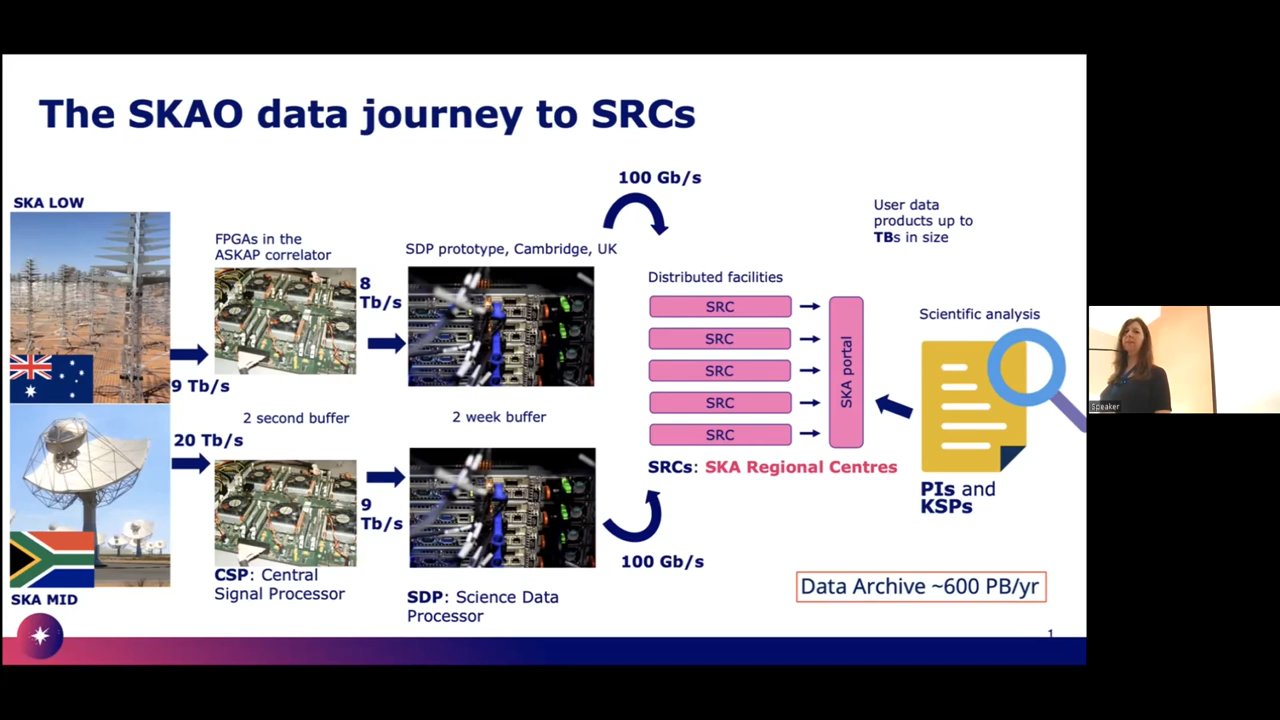 The SKAO data journey to SRCs
SKA LOW
FPGAs in the
ASKAP correlator
9 Tb/s
8
Tb/s
SDP prototype, Cambridge, UK
100 Gb/s
2 second buffer
2 week buffer
20 Tb/s
9
Tb/s
SKA MID
CSP: Central
Signal Processor
SDP: Science Data
Processor
100 Gb/s
Distributed facilities
SRC
SRC
SRC
SRC
SRC
SKA portal
SRCs: SKA Regional Centres
User data
products up to
TBs in size
Scientific analysis
PIs and
KSPs
Data Archive ~600 PB/yr
1
Speaker